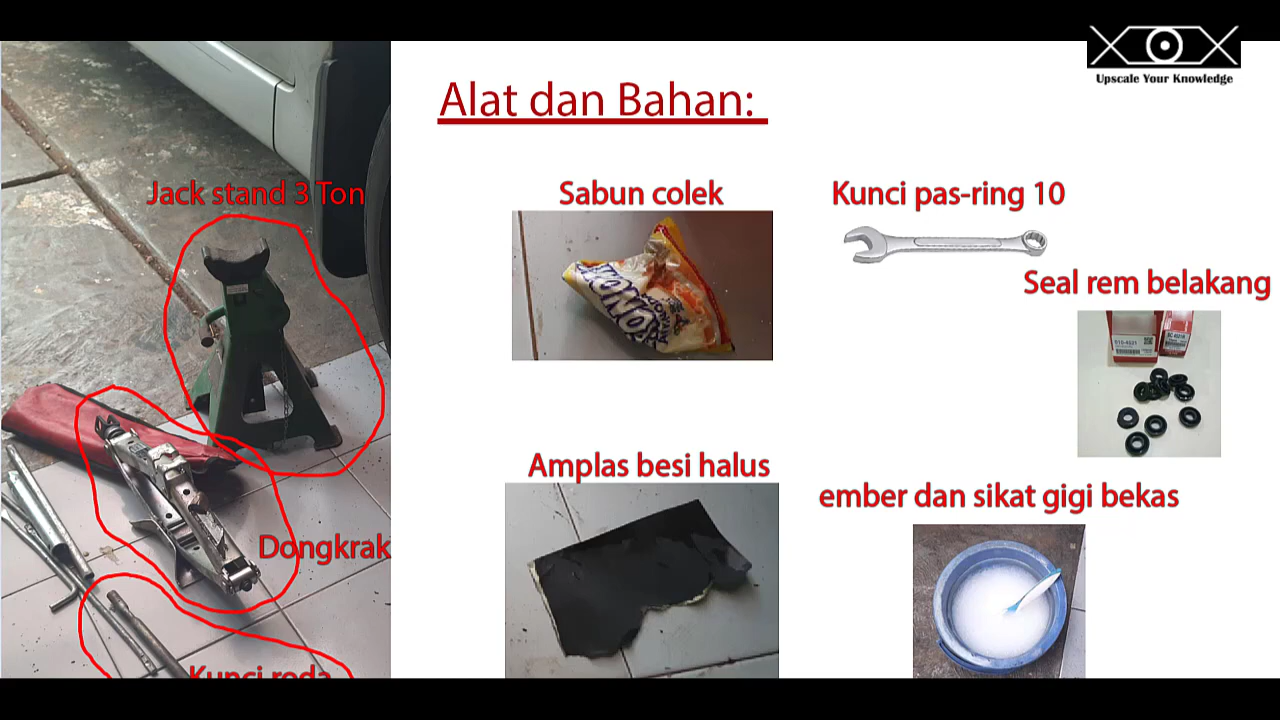 Upscale Your Knowledge
Alat dan Bahan:
Jack stand 3 Ton
Sabun colek
Kunci pas-ring 10
Seal rem belakang
Amplas besi halus
ember dan sikat gigi bekas
Dongkrak
Kunci roda